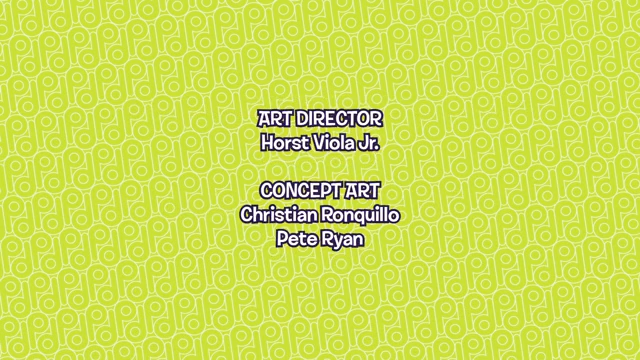 ART DIRECTOR
Horst Viola Jr.
CONCEPT ART
Christian Ronquillo
Pete Ryan